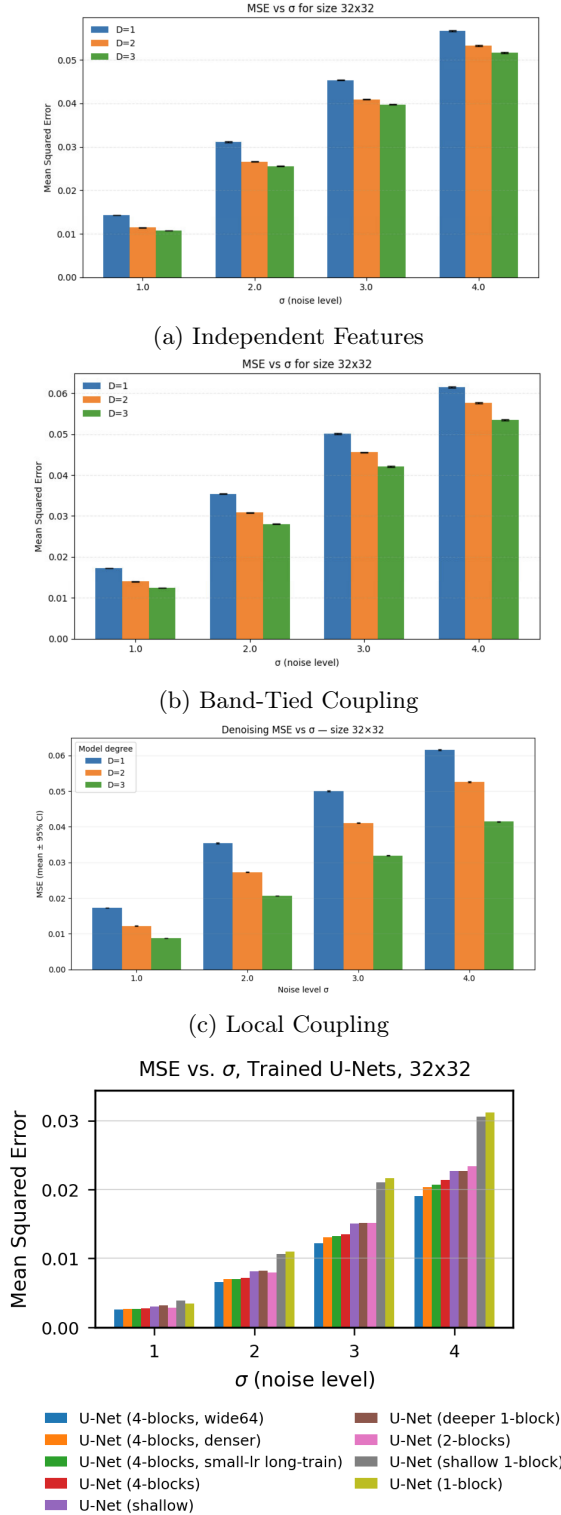 MSE vs σ for size 32x32
D=1
D=2
D=3
Mean Squared Error
0.05
0.04
0.03
0.02
0.01
0.00
1.0 2.0 3.0 4.0
σ (noise level)
(a) Independent Features
MSE vs σ for size 32x32
D=1
D=2
D=3
Mean Squared Error
0.06
0.05
0.04
0.03
0.02
0.01
0.00
1.0 2.0 3.0 4.0
σ (noise level)
(b) Band-Tied Coupling
Denoising MSE vs σ — size 32×32
Model degree
D=1
D=2
D=3
MSE (mean ± 95% CI)
0.06
0.05
0.04
0.03
0.02
0.01
0.00
1.0 2.0 3.0 4.0
Noise level σ
(c) Local Coupling
MSE vs. σ, Trained U-Nets, 32x32
Mean Squared Error
0.03
0.02
0.01
0.00
1 2 3 4
σ (noise level)
U-Net (4-blocks, wide64)
U-Net (4-blocks, denser)
U-Net (4-blocks, small-lr long-train)
U-Net (4-blocks)
U-Net (shallow)
U-Net (deeper 1-block)
U-Net (2-blocks)
U-Net (shallow 1-block)
U-Net (1-block)